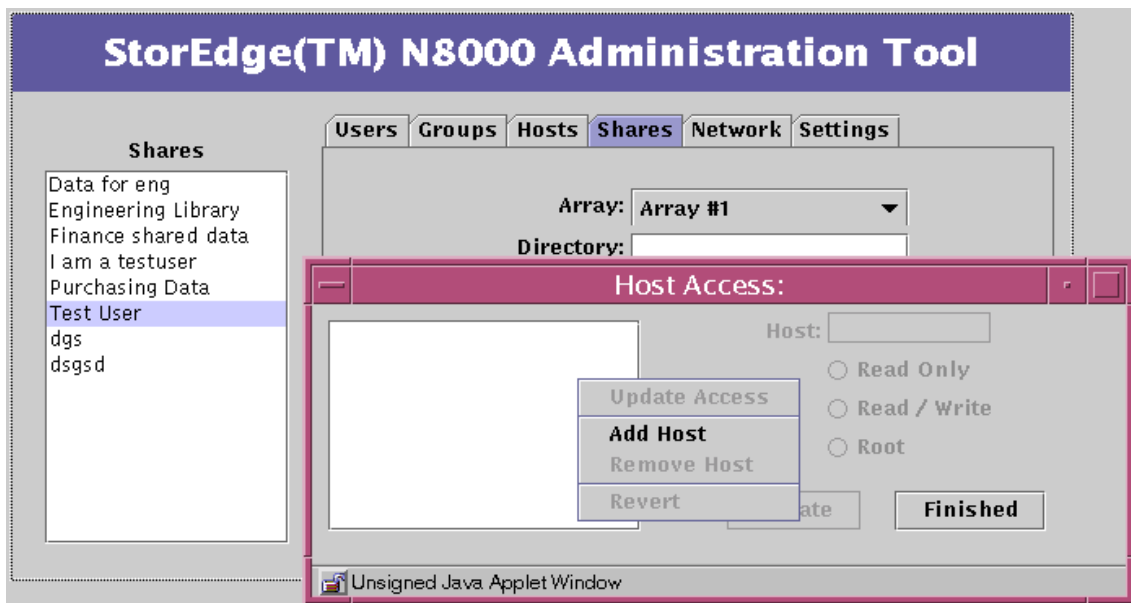 StorEdge(TM) N8000 Administration Tool
Users Groups Hosts Shares Network Settings
Shares
Data for eng
Engineering Library
Finance shared data
I am a testuser
Purchasing Data
Test User
dgs
dsgsd
Array: Array #1
Directory:
Host Access:
Host:
Read Only
Read / Write
Root
Update Access
Add Host
Remove Host
Revert
Finished
Unsigned Java Applet Window